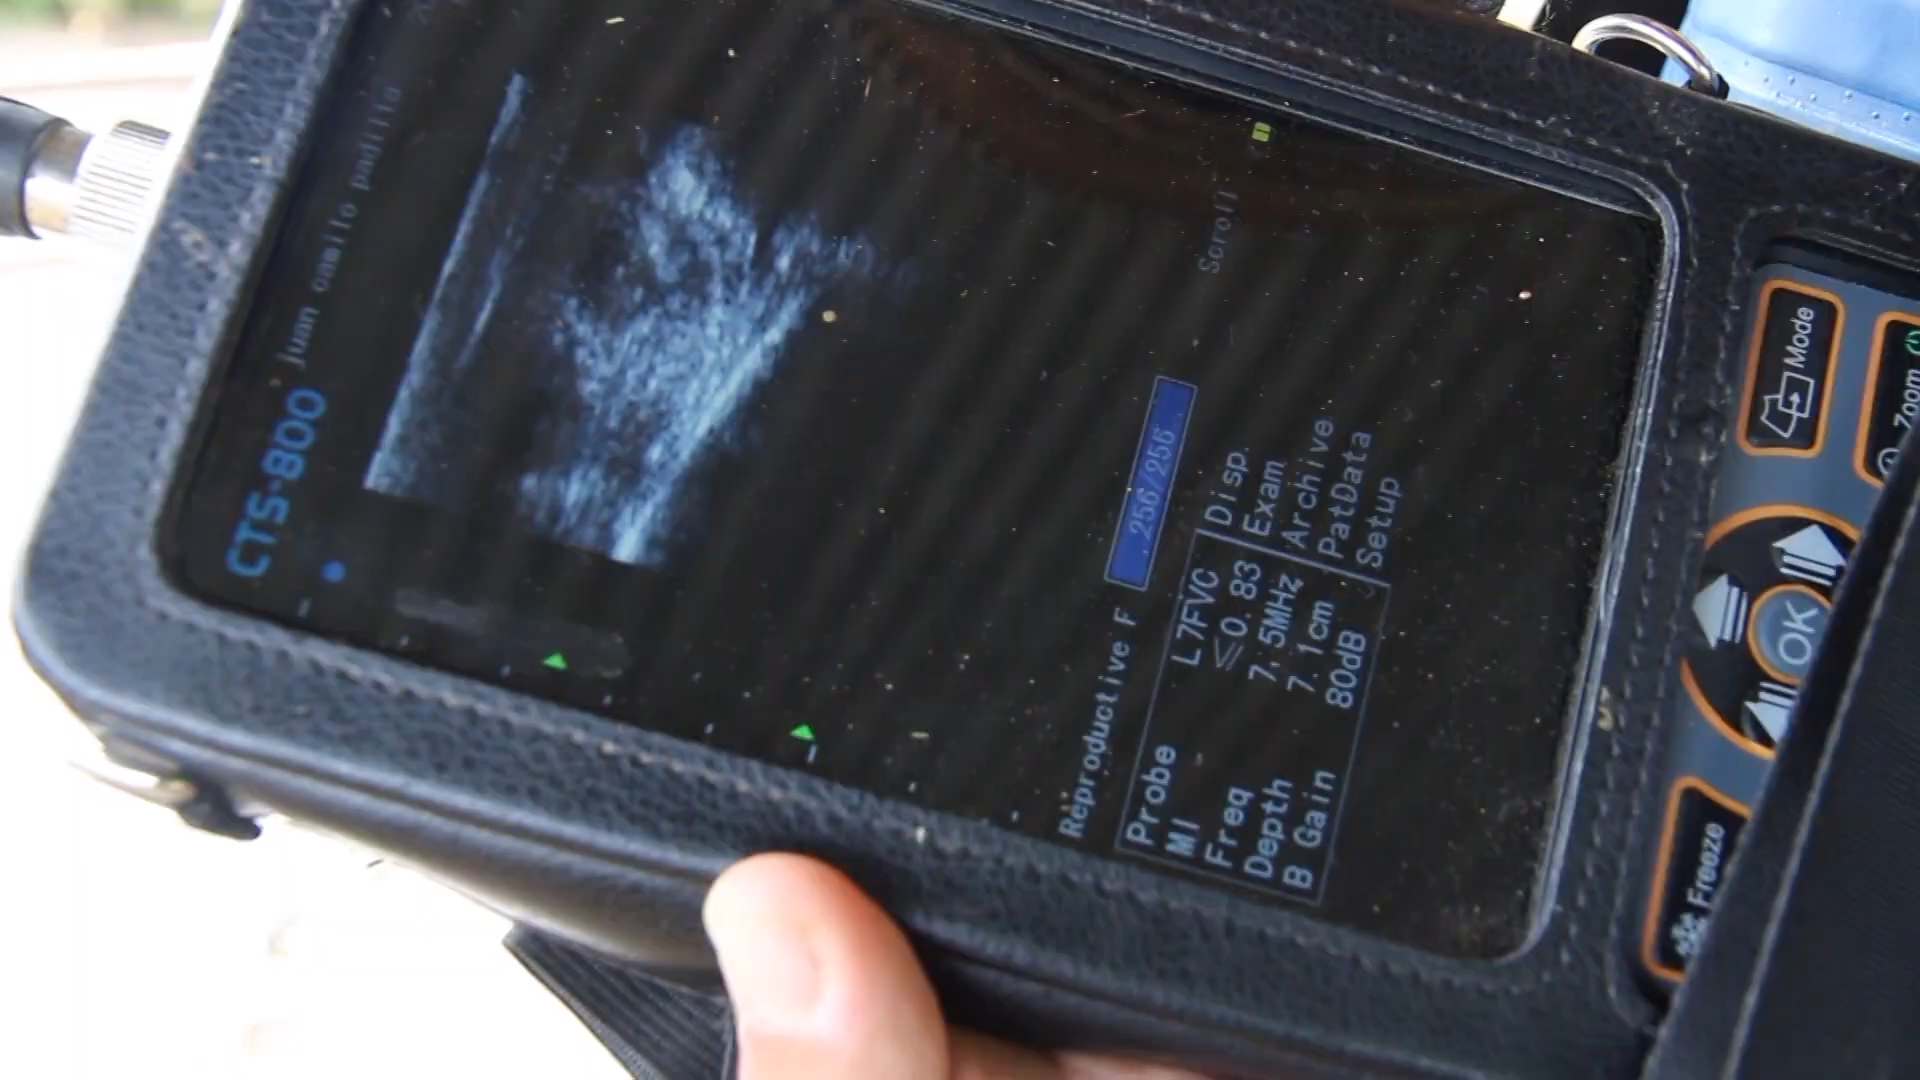 CTS-800 juan casilo padilla
Reproductive F 256/256 Scroll
Probe L7FVC Disp.
MI ≤0.83 Exam
Freq 7.5MHz Archive
Depth 7.1cm PatData
B Gain 80dB Setup
Mode
Zoom
OK
Freeze